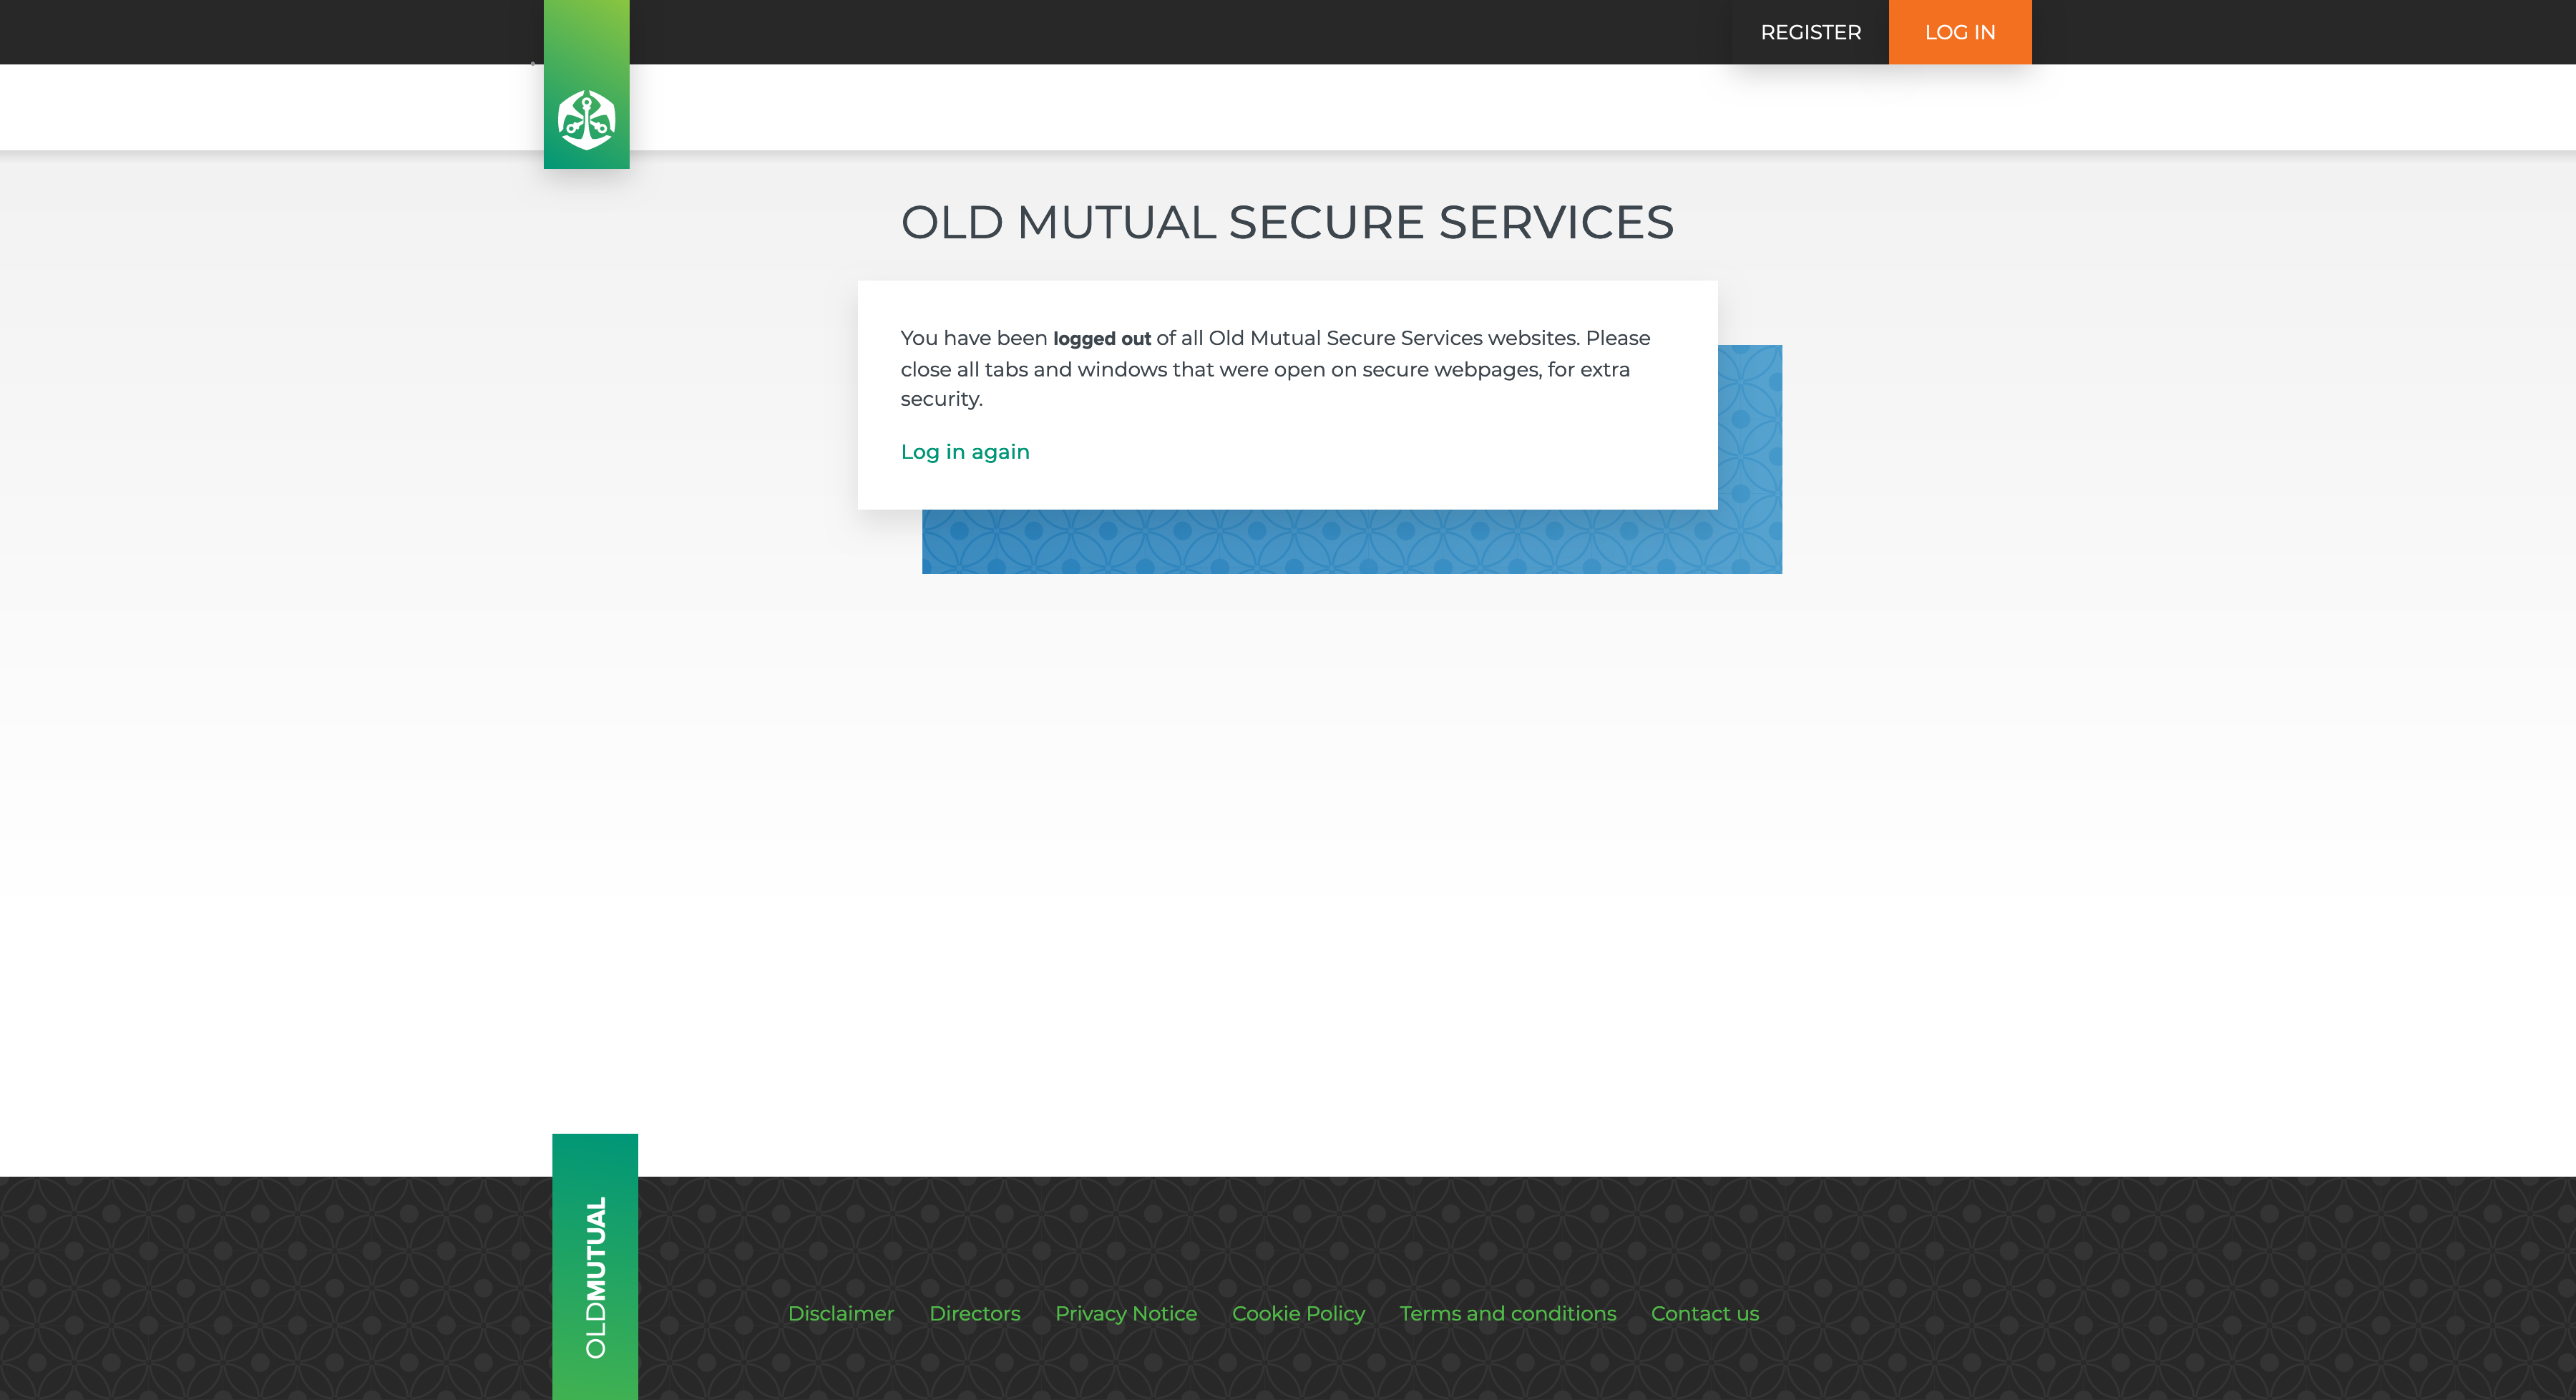 REGISTER
LOG IN
OLD MUTUAL SECURE SERVICES
You have been logged out of all Old Mutual Secure Services websites. Please
close all tabs and windows that were open on secure webpages, for extra
security.
Log in again
OLDMUTUAL
Disclaimer
Directors
Privacy Notice
Cookie Policy
Terms and conditions
Contact us